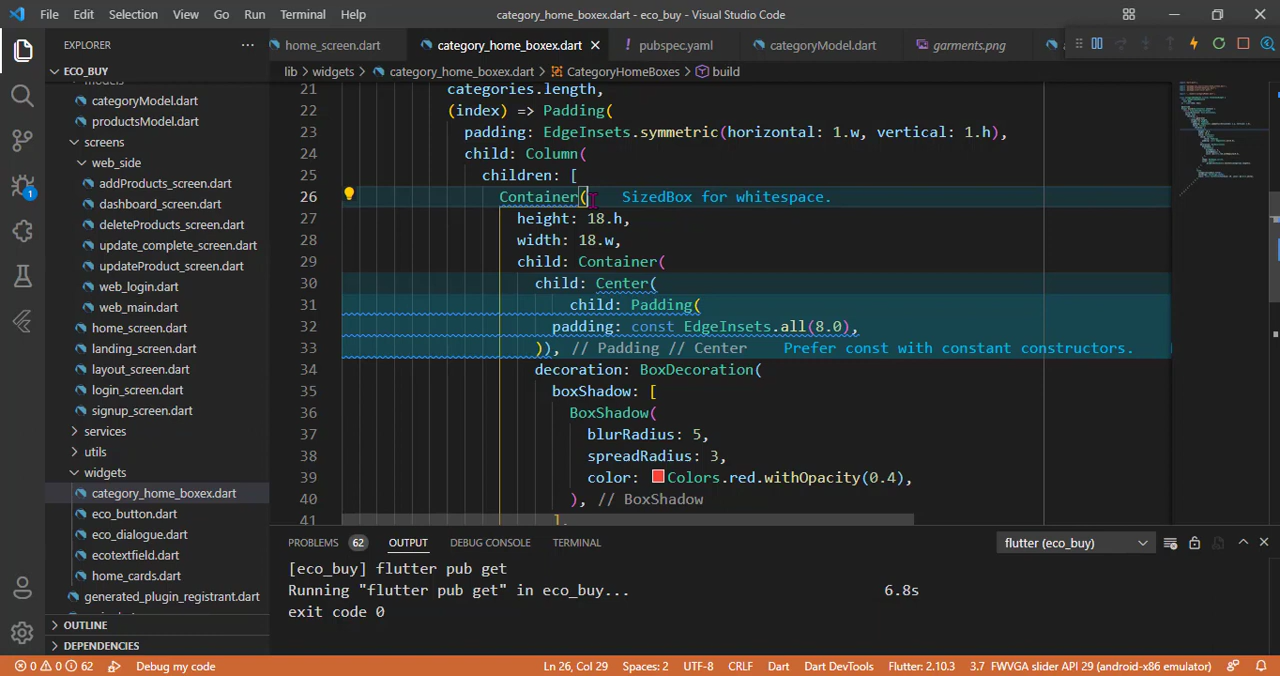 File Edit Selection View Go Run Terminal Help category_home_boxex.dart - eco_buy - Visual Studio Code
EXPLORER
home_screen.dart category_home_boxex.dart pubspec.yaml categoryModel.dart garments.png
ECO_BUY
lib > widgets > category_home_boxex.dart > CategoryHomeBoxes > build
categoryModel.dart
productsModel.dart
screens
web_side
addProducts_screen.dart
dashboard_screen.dart
deleteProducts_screen.dart
update_complete_screen.dart
updateProduct_screen.dart
web_login.dart
web_main.dart
home_screen.dart
landing_screen.dart
layout_screen.dart
login_screen.dart
signup_screen.dart
services
utils
widgets
category_home_boxex.dart
eco_button.dart
eco_dialogue.dart
ecotextfield.dart
home_cards.dart
generated_plugin_registrant.dart
OUTLINE
DEPENDENCIES
1
21 categories.length,
22 (index) => Padding(
23 padding: EdgeInsets.symmetric(horizontal: 1.w, vertical: 1.h),
24 child: Column(
25 children: [
26 Container( SizedBox for whitespace.
27 height: 18.h,
28 width: 18.w,
29 child: Container(
30 child: Center(
31 child: Padding(
32 padding: const EdgeInsets.all(8.0),
33 )), // Padding // Center Prefer const with constant constructors.
34 decoration: BoxDecoration(
35 boxShadow: [
36 BoxShadow(
37 blurRadius: 5,
38 spreadRadius: 3,
39 color: Colors.red.withOpacity(0.4),
40 ), // BoxShadow
41 ],
PROBLEMS 62 OUTPUT DEBUG CONSOLE TERMINAL flutter (eco_buy)
[eco_buy] flutter pub get
Running "flutter pub get" in eco_buy... 6.8s
exit code 0
0 0 62 Debug my code Ln 26, Col 29 Spaces: 2 UTF-8 CRLF Dart Dart DevTools Flutter: 2.10.3 3.7 FWVGA slider API 29 (android-x86 emulator)